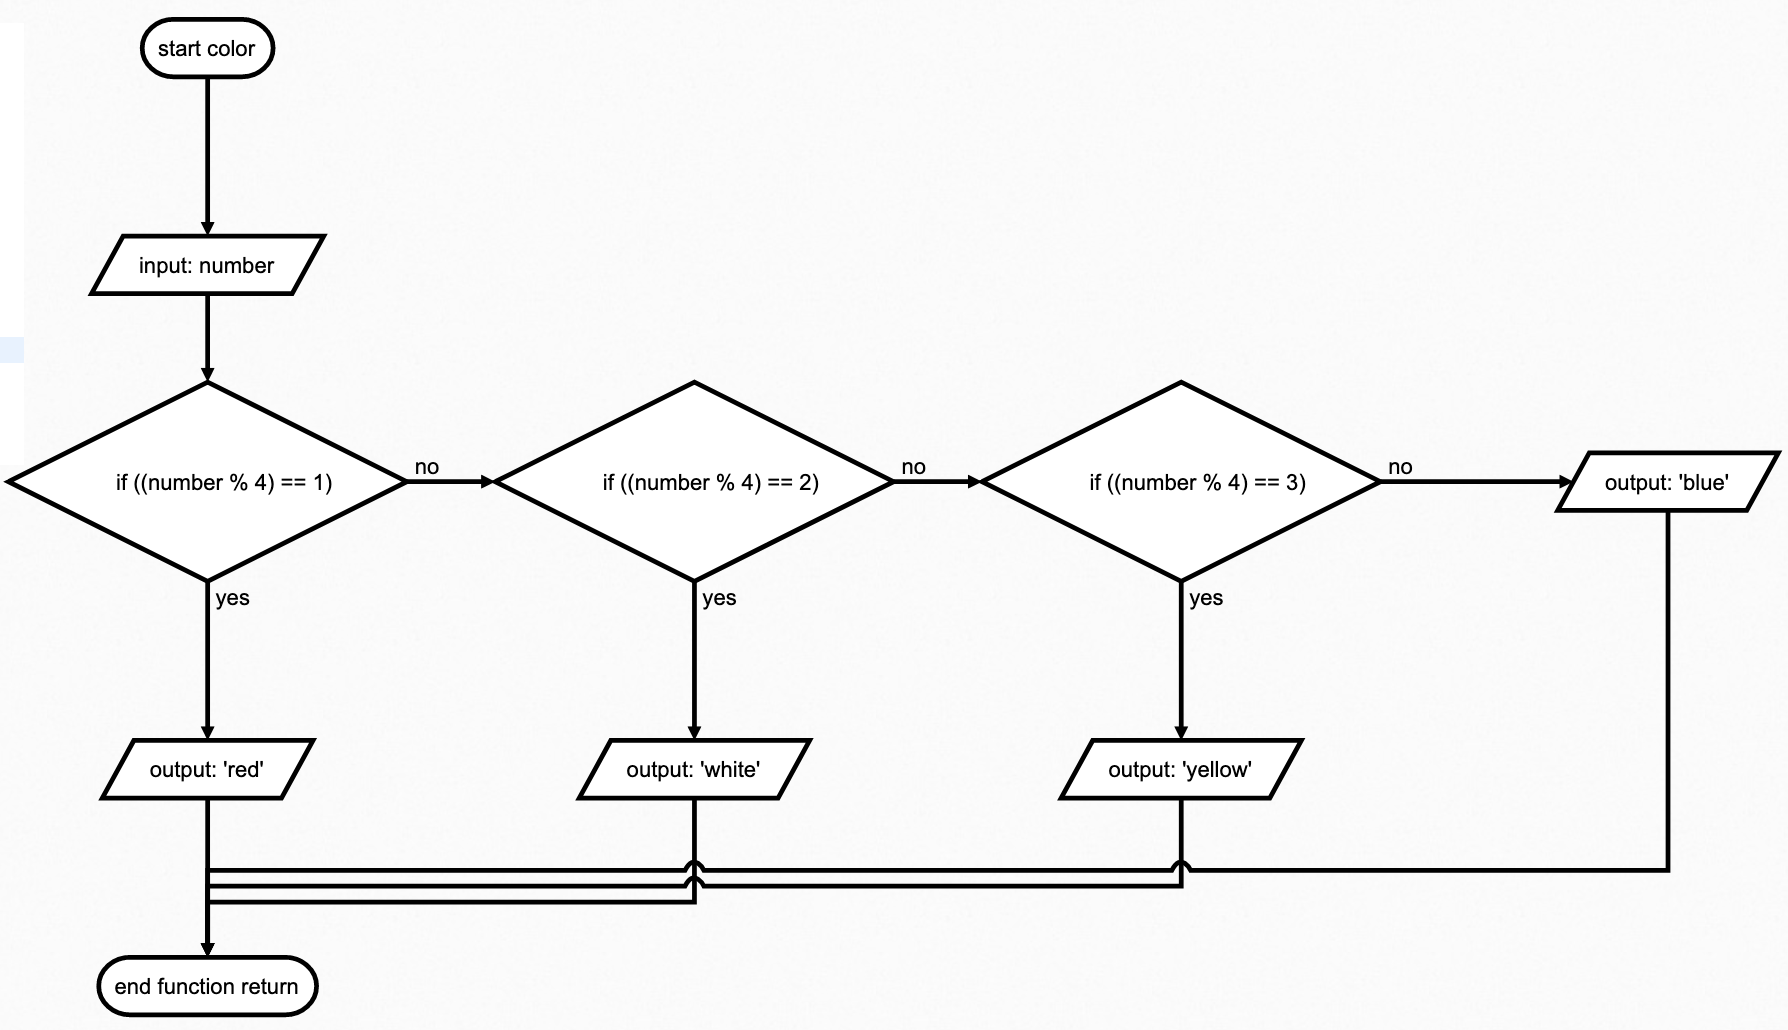 start color
input: number
if ((number % 4) == 1)
no
if ((number % 4) == 2)
no
if ((number % 4) == 3)
no
output: 'blue'
yes
yes
yes
output: 'red'
output: 'white'
output: 'yellow'
end function return